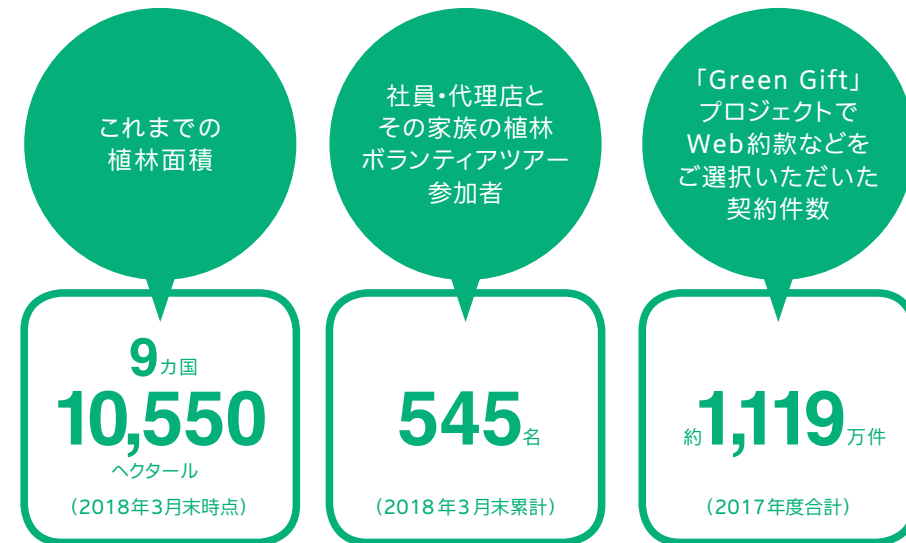 これまでの
植林面積
9カ国
10,550
ヘクタール
(2018年3月末時点)
社員・代理店と
その家族の植林
ボランティアツアー
参加者
545名
(2018年3月末累計)
「Green Gift」
プロジェクトで
Web約款などを
ご選択いただいた
契約件数
約1,119万件
(2017年度合計)